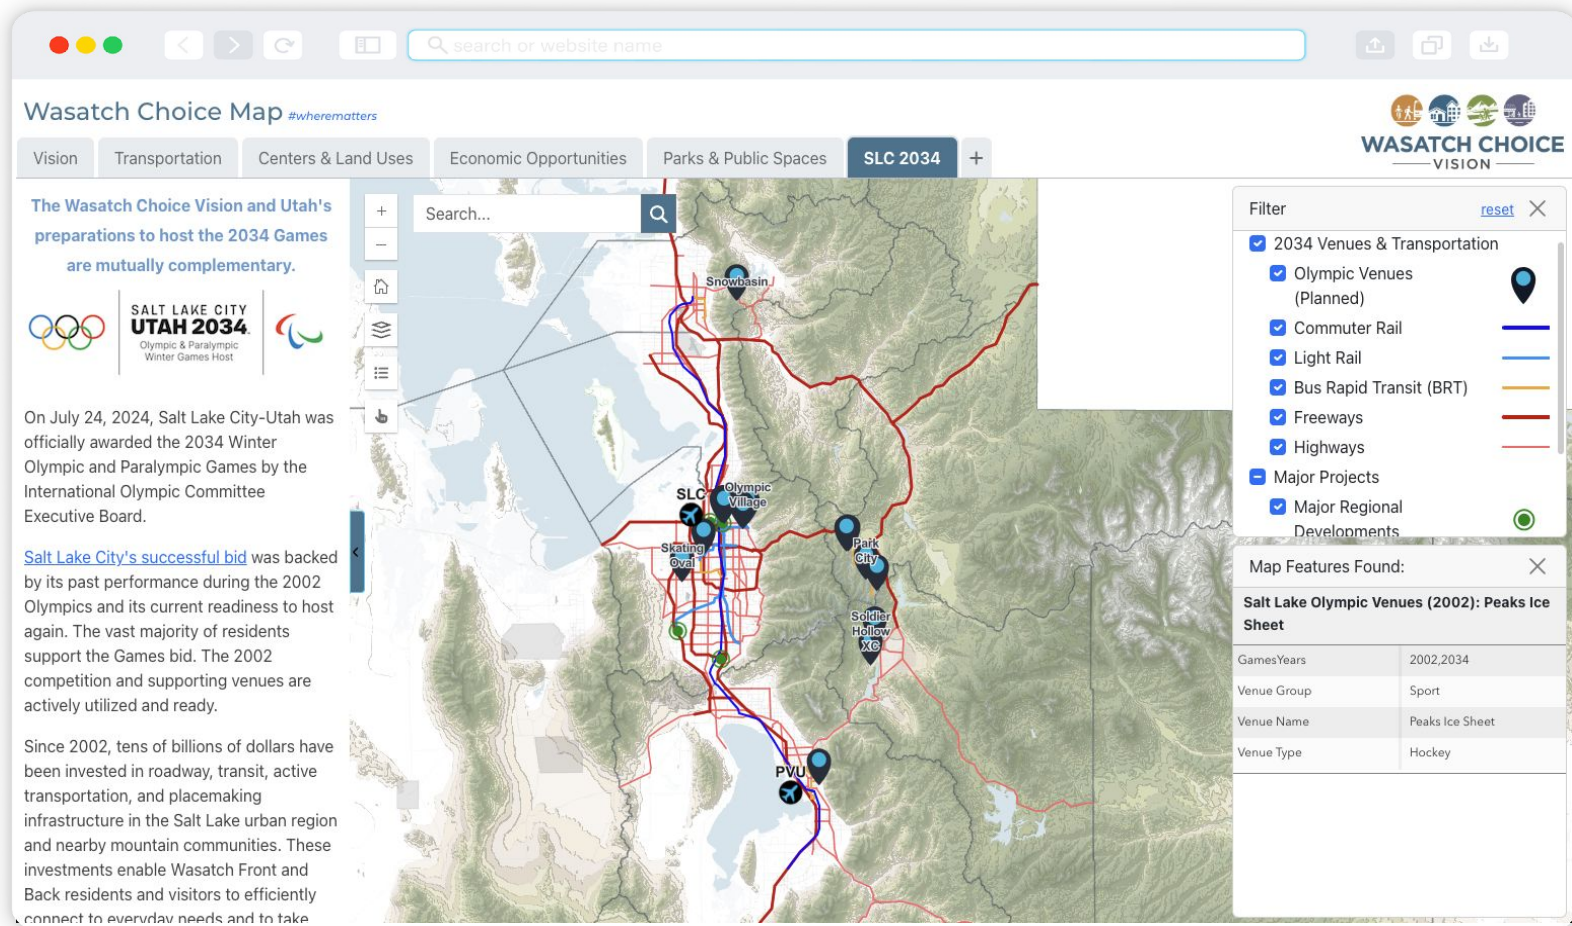 search or website name
Wasatch Choice Map #wherematters
WASATCH CHOICE
VISION
Vision
Transportation
Centers & Land Uses
Economic Opportunities
Parks & Public Spaces
SLC 2034
+
The Wasatch Choice Vision and Utah's
preparations to host the 2034 Games
are mutually complementary.
SALT LAKE CITY
UTAH 2034
Olympic & Paralympic
Winter Games Host
On July 24, 2024, Salt Lake City-Utah was
officially awarded the 2034 Winter
Olympic and Paralympic Games by the
International Olympic Committee
Executive Board.
Salt Lake City's successful bid was backed
by its past performance during the 2002
Olympics and its current readiness to host
again. The vast majority of residents
support the Games bid. The 2002
competition and supporting venues are
actively utilized and ready.
Since 2002, tens of billions of dollars have
been invested in roadway, transit, active
transportation, and placemaking
infrastructure in the Salt Lake urban region
and nearby mountain communities. These
investments enable Wasatch Front and
Back residents and visitors to efficiently
connect to everyday needs and to take
+
−
Search...
Snowbasin
SLC
Olympic
Village
Skating
Oval
Park
City
Soldier
Hollow
XC
PVU
Filter
reset
2034 Venues & Transportation
Olympic Venues
(Planned)
Commuter Rail
Light Rail
Bus Rapid Transit (BRT)
Freeways
Highways
Major Projects
Major Regional
Developments
Map Features Found:
Salt Lake Olympic Venues (2002): Peaks Ice
Sheet
GamesYears 2002,2034
Venue Group Sport
Venue Name Peaks Ice Sheet
Venue Type Hockey